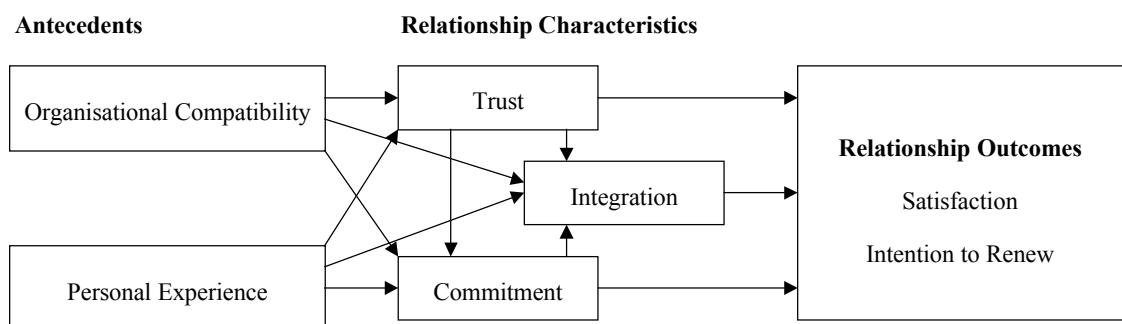 Antecedents
Relationship Characteristics
Organisational Compatibility
Trust
Integration
Personal Experience
Commitment
Relationship Outcomes
Satisfaction
Intention to Renew